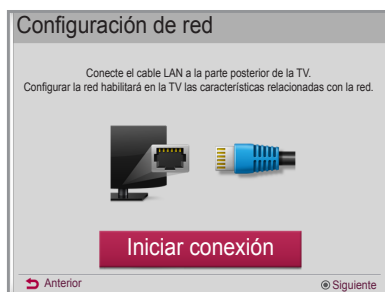 Configuración de red
Conecte el cable LAN a la parte posterior de la TV.
Configurar la red habilitará en la TV las características relacionadas con la red.
Iniciar conexión
Anterior
Siguiente